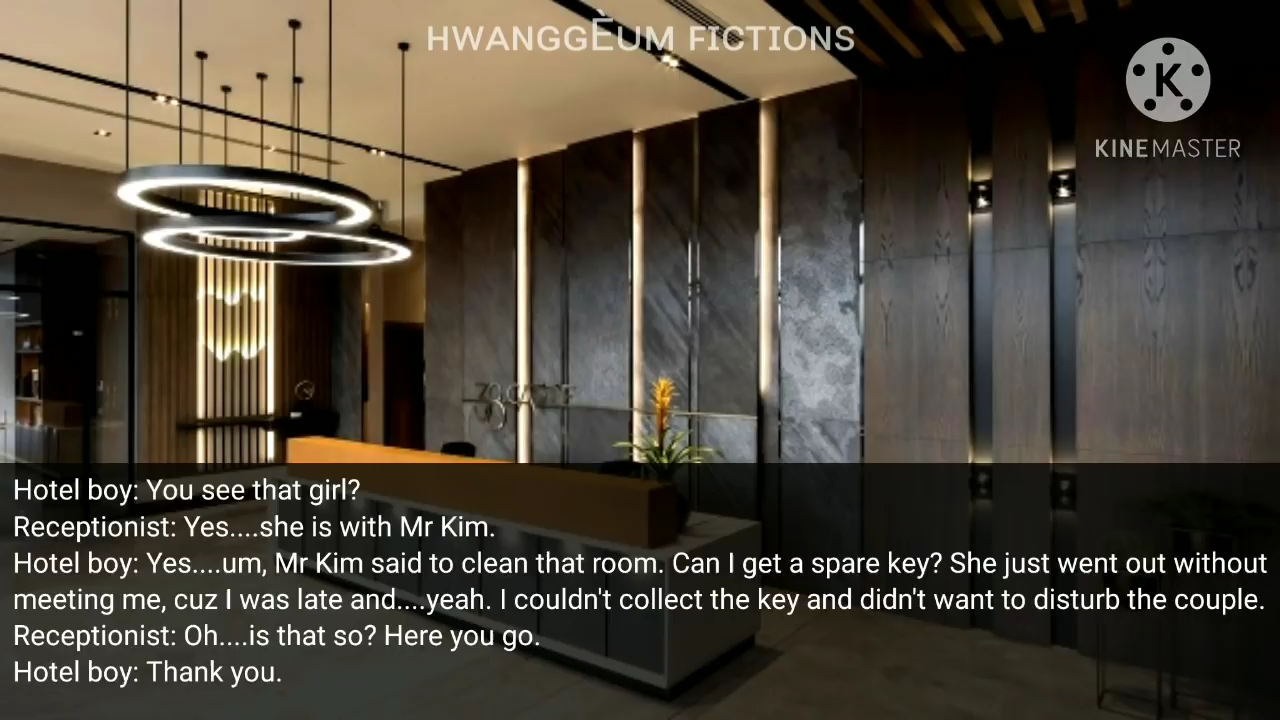 HWANGGÈUM FICTIONS
K
KINEMASTER
Hotel boy: You see that girl?
Receptionist: Yes....she is with Mr Kim.
Hotel boy: Yes....um, Mr Kim said to clean that room. Can I get a spare key? She just went out without
meeting me, cuz I was late and....yeah. I couldn't collect the key and didn't want to disturb the couple.
Receptionist: Oh....is that so? Here you go.
Hotel boy: Thank you.